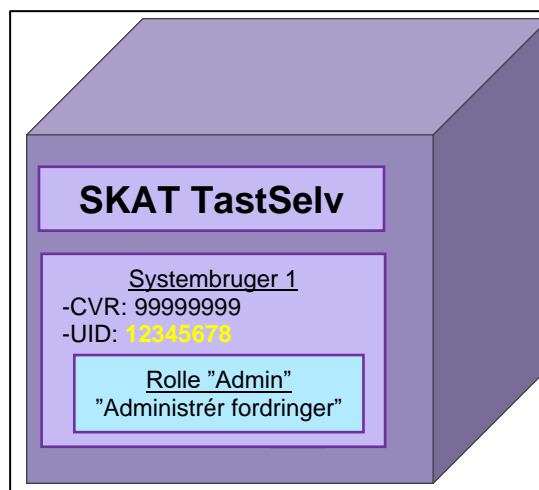 SKAT TastSelv
Systembruger 1
-CVR: 99999999
-UID: 12345678
Rolle ”Admin”
”Administrér fordringer”